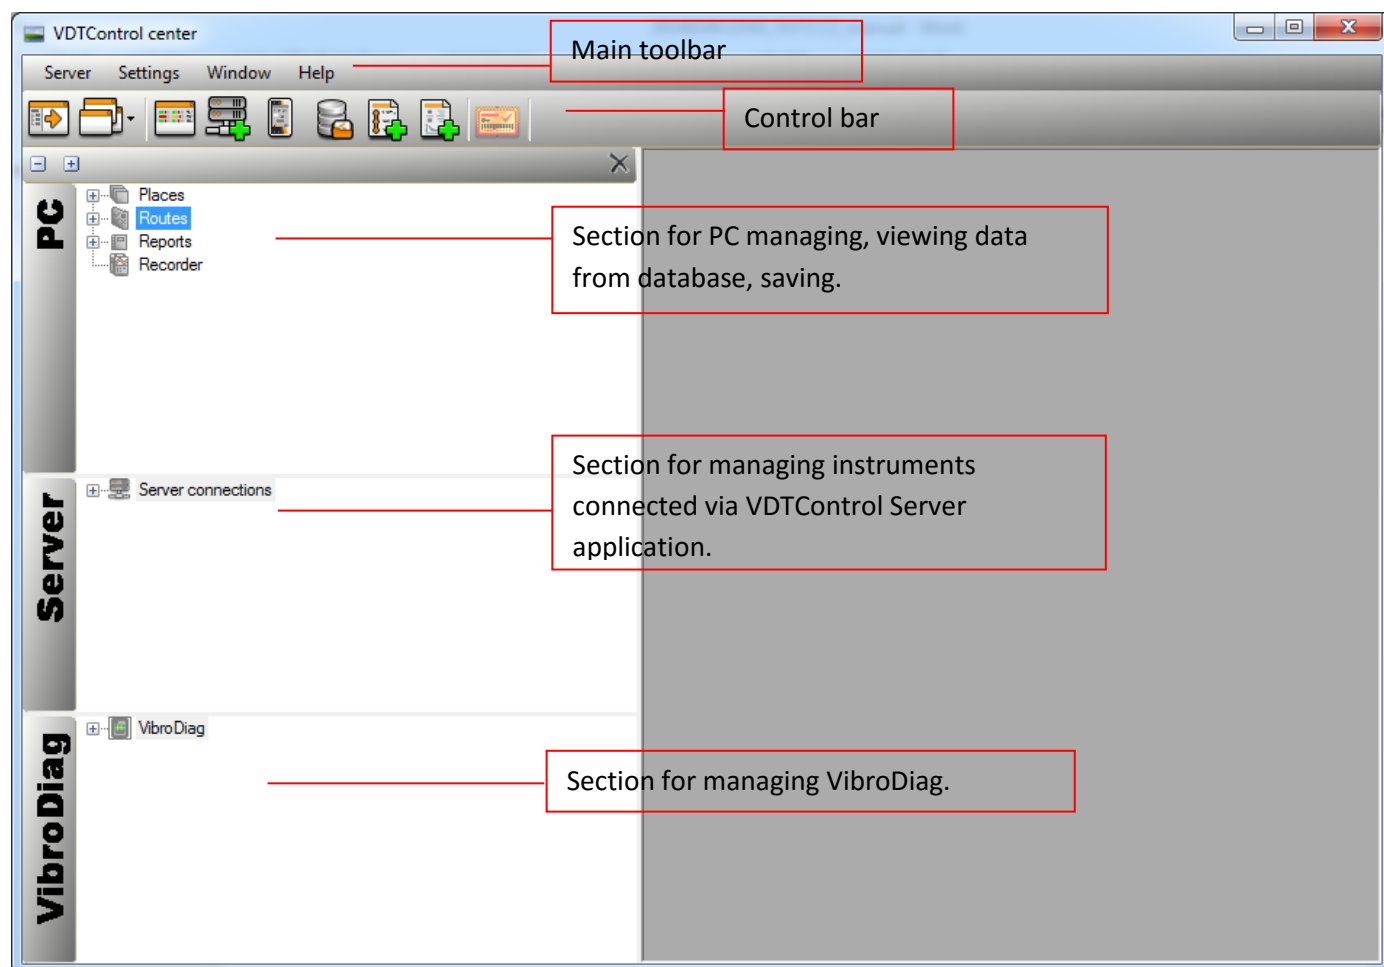 VDTControl center
Main toolbar
Server Settings Window Help
Control bar
PC
Places
Routes
Reports
Recorder
Section for PC managing, viewing data
from database, saving.
Server
Server connections
Section for managing instruments
connected via VDTControl Server
application.
VibroDiag
VibroDiag
Section for managing VibroDiag.